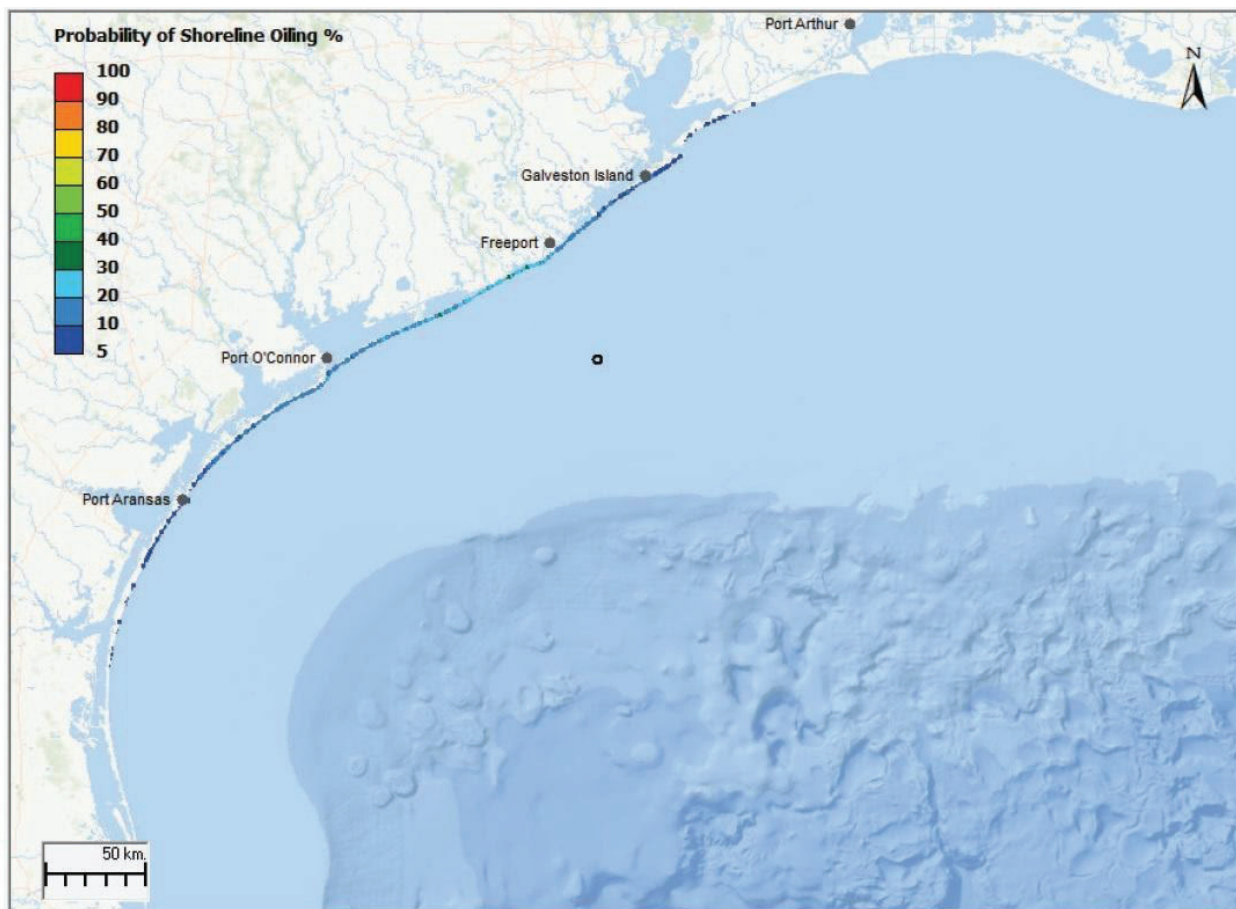 Port Arthur
Probability of Shoreline Oiling %
N
100
90
80
70
60
50
40
30
20
10
5
Galveston Island
Freeport
Port O'Connor
Port Aransas
50 km.